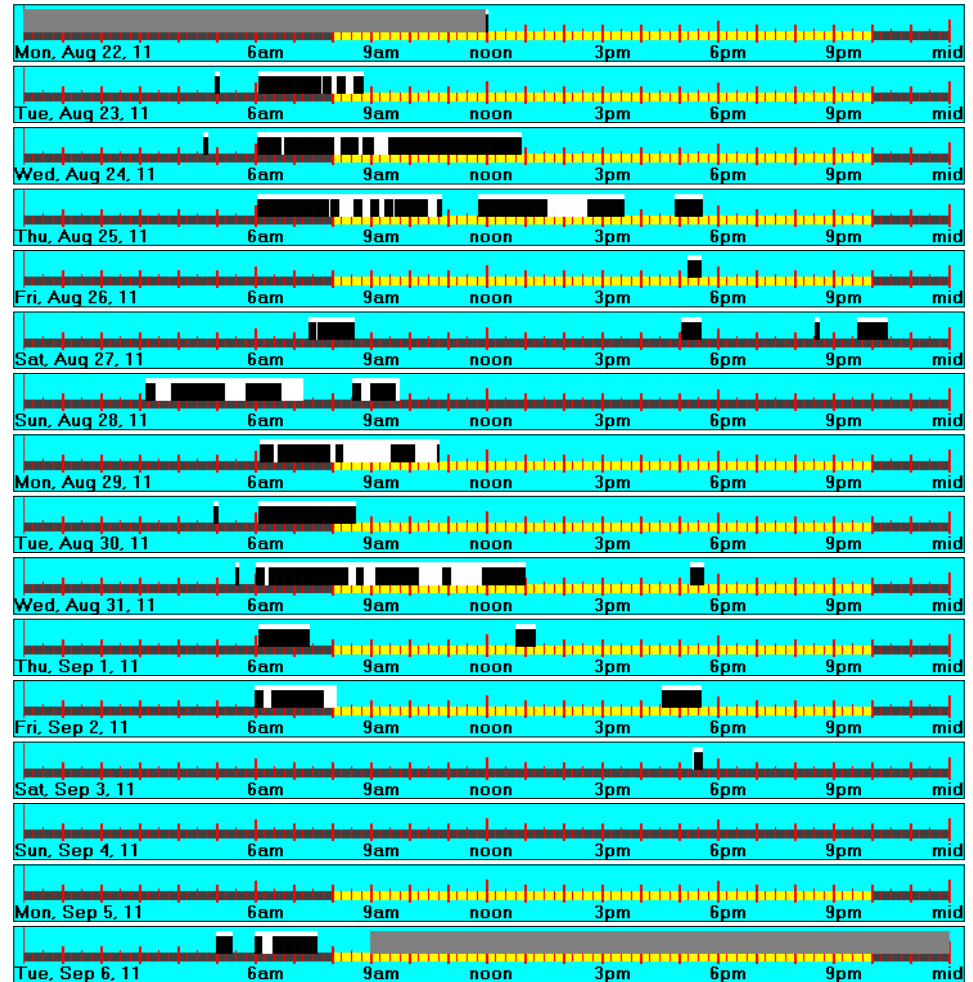 Mon, Aug 22, 11 6am 9am noon 3pm 6pm 9pm mid
Tue, Aug 23, 11 6am 9am noon 3pm 6pm 9pm mid
Wed, Aug 24, 11 6am 9am noon 3pm 6pm 9pm mid
Thu, Aug 25, 11 6am 9am noon 3pm 6pm 9pm mid
Fri, Aug 26, 11 6am 9am noon 3pm 6pm 9pm mid
Sat, Aug 27, 11 6am 9am noon 3pm 6pm 9pm mid
Sun, Aug 28, 11 6am 9am noon 3pm 6pm 9pm mid
Mon, Aug 29, 11 6am 9am noon 3pm 6pm 9pm mid
Tue, Aug 30, 11 6am 9am noon 3pm 6pm 9pm mid
Wed, Aug 31, 11 6am 9am noon 3pm 6pm 9pm mid
Thu, Sep 1, 11 6am 9am noon 3pm 6pm 9pm mid
Fri, Sep 2, 11 6am 9am noon 3pm 6pm 9pm mid
Sat, Sep 3, 11 6am 9am noon 3pm 6pm 9pm mid
Sun, Sep 4, 11 6am 9am noon 3pm 6pm 9pm mid
Mon, Sep 5, 11 6am 9am noon 3pm 6pm 9pm mid
Tue, Sep 6, 11 6am 9am noon 3pm 6pm 9pm mid